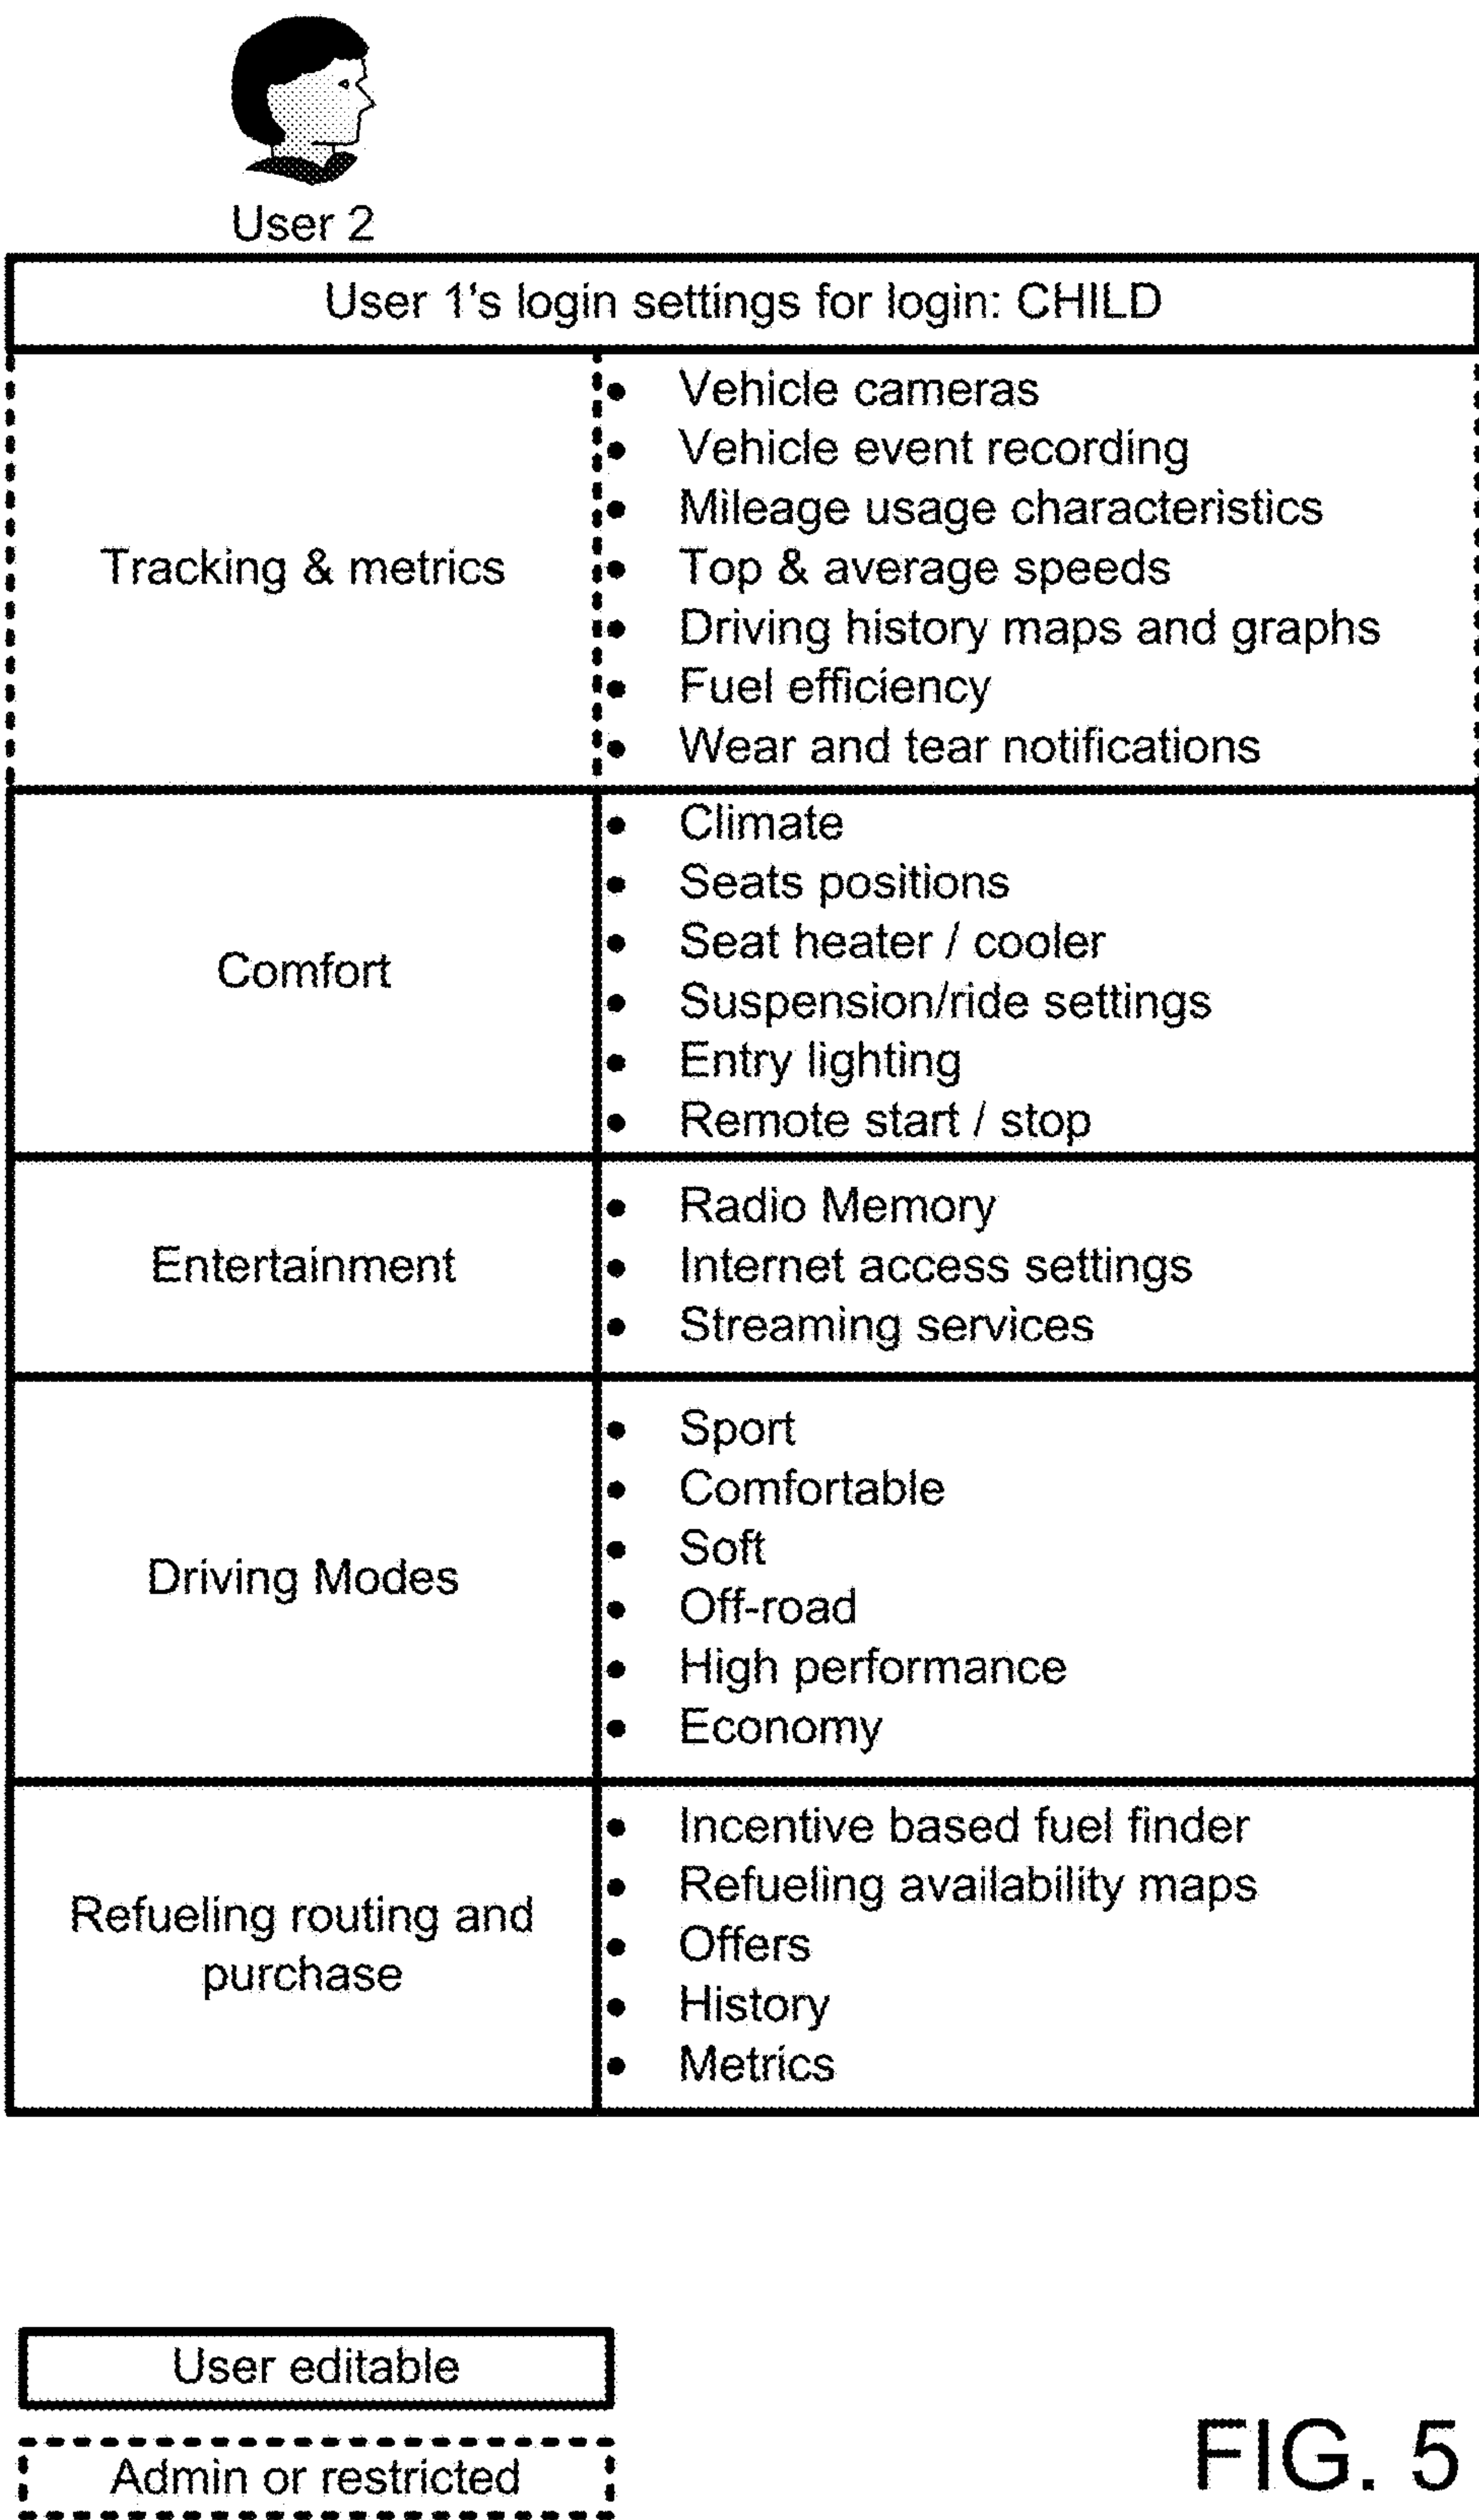 User 2
User 1's login settings for login: CHILD
Tracking & metrics
• Vehicle cameras
• Vehicle event recording
• Mileage usage characteristics
• Top & average speeds
• Driving history maps and graphs
• Fuel efficiency
• Wear and tear notifications
Comfort
• Climate
• Seats positions
• Seat heater / cooler
• Suspension/ride settings
• Entry lighting
• Remote start / stop
Entertainment
• Radio Memory
• Internet access settings
• Streaming services
Driving Modes
• Sport
• Comfortable
• Soft
• Off-road
• High performance
• Economy
Refueling routing and
purchase
• Incentive based fuel finder
• Refueling availability maps
• Offers
• History
• Metrics
User editable
Admin or restricted
FIG. 5